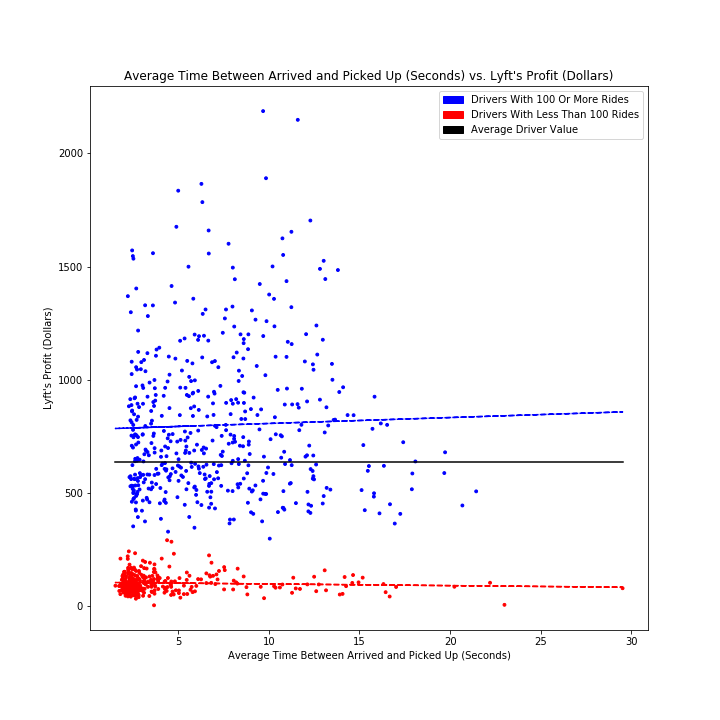 Average Time Between Arrived and Picked Up (Seconds) vs. Lyft's Profit (Dollars)
Drivers With 100 Or More Rides
Drivers With Less Than 100 Rides
Average Driver Value
Lyft's Profit (Dollars)
2000
1500
1000
500
0
5 10 15 20 25 30
Average Time Between Arrived and Picked Up (Seconds)